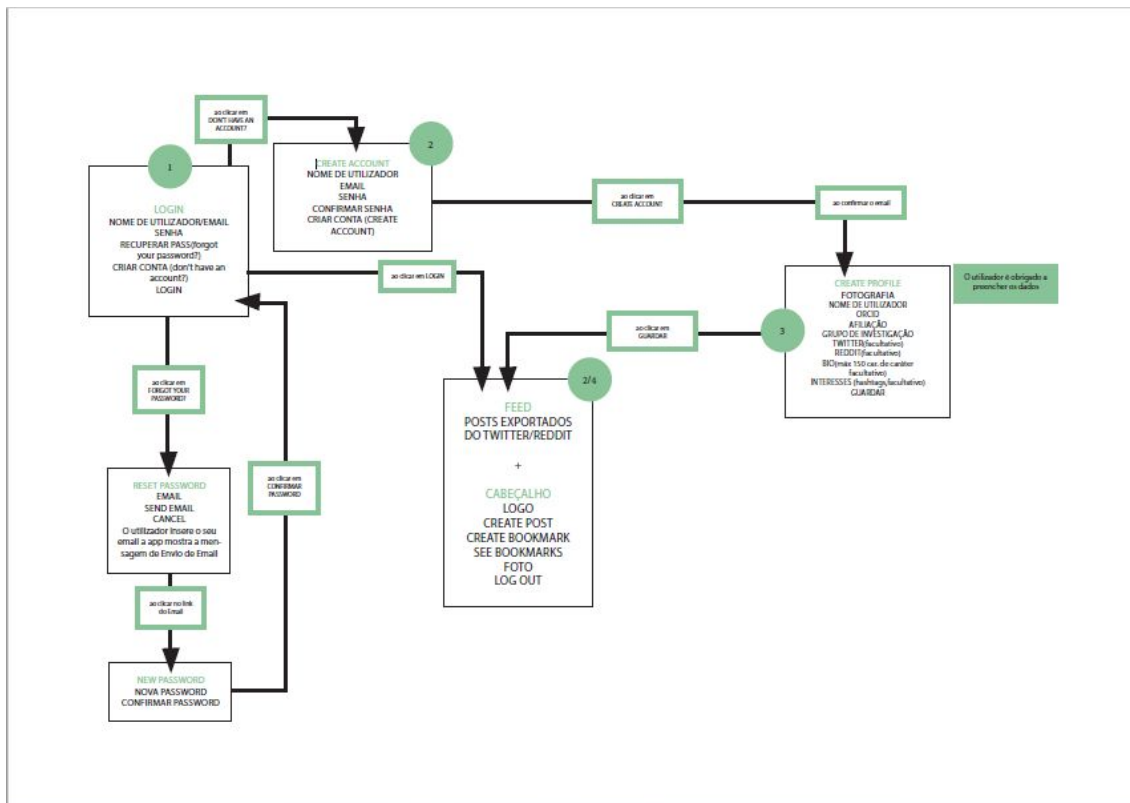 ao clicar em
DON'T HAVE AN
ACCOUNT?
1
LOGIN
NOME DE UTILIZADOR/EMAIL
SENHA
RECUPERAR PASS(forgot
your password?)
CRIAR CONTA (don't have an
account?)
LOGIN
2
CREATE ACCOUNT
NOME DE UTILIZADOR
EMAIL
SENHA
CONFIRMAR SENHA
CRIAR CONTA (CREATE
ACCOUNT)
ao clicar em
CREATE ACCOUNT
ao confirmar o email
ao clicar em LOGIN
CREATE PROFILE
FOTOGRAFIA
NOME DE UTILIZADOR
ORCID
AFILIAÇÃO
GRUPO DE INVESTIGAÇÃO
TWITTER(facultativo)
REDDIT(facultativo)
BIO(máx 150 car. de caráter
facultativo)
INTERESSES (hashtags,facultativo)
GUARDAR
3
O utilizador é obrigado a
preencher os dados
ao clicar em
GUARDAR
2/4
FEED
POSTS EXPORTADOS
DO TWITTER/REDDIT
+
CABEÇALHO
LOGO
CREATE POST
CREATE BOOKMARK
SEE BOOKMARKS
FOTO
LOG OUT
ao clicar em
FORGOT YOUR
PASSWORD?
RESET PASSWORD
EMAIL
SEND EMAIL
CANCEL
O utilizador insere o seu
email a app mostra a men-
sagem de Envio de Email
ao clicar no link
do Email
NEW PASSWORD
NOVA PASSWORD
CONFIRMAR PASSWORD
ao clicar em
CONFIRMAR
PASSWORD